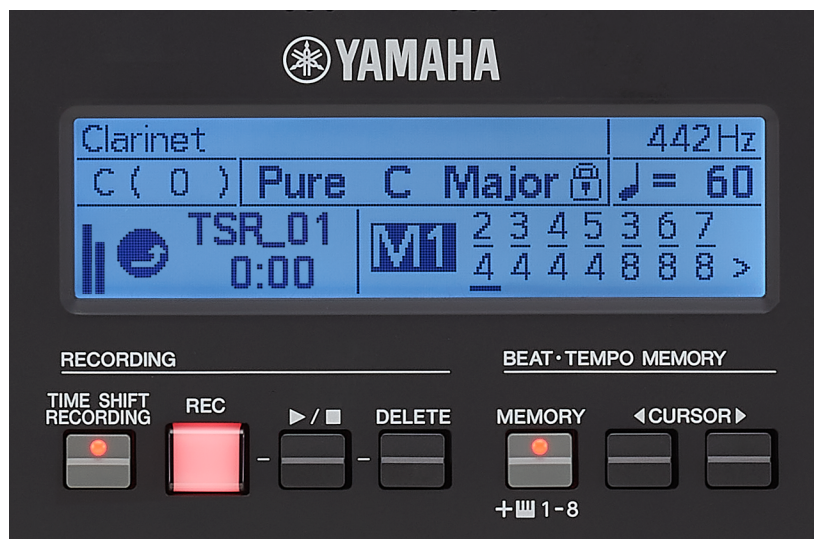 YAMAHA
Clarinet 442Hz
C ( 0 ) Pure C Major ♩= 60
TSR_01 M1 2/4 3/4 4/4 5/4 3/8 6/8 7/8 >
0:00
RECORDING BEAT・TEMPO MEMORY
TIME SHIFT RECORDING REC ▶/■ DELETE MEMORY ◀CURSOR▶
+ 1-8